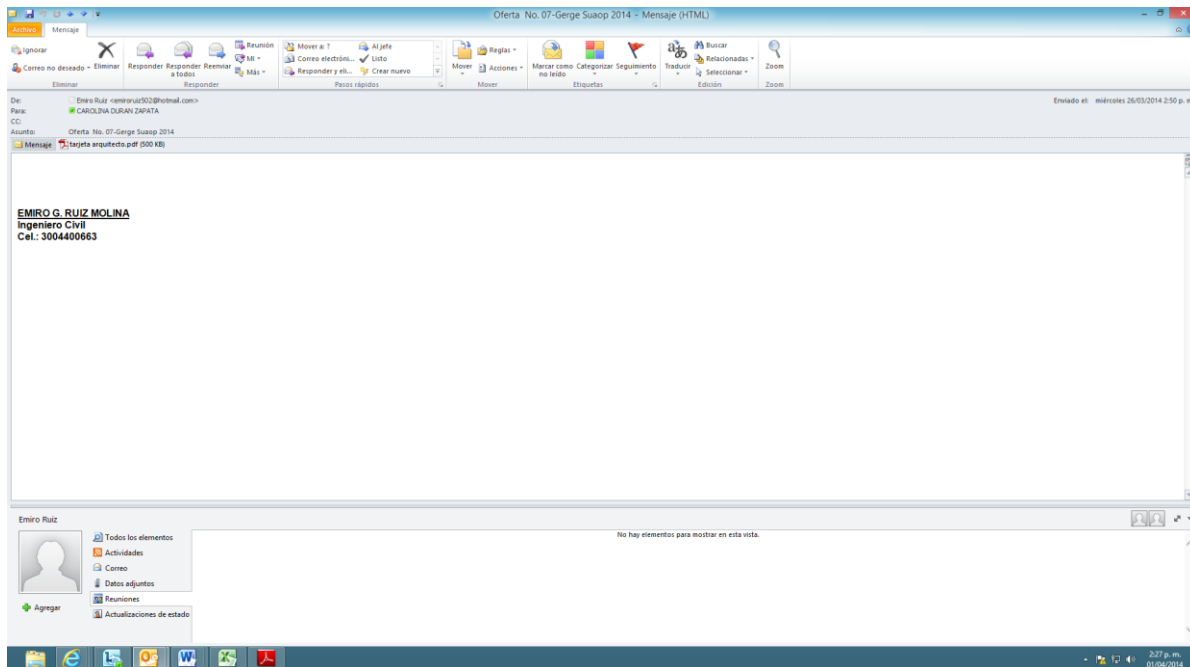 Oferta No. 07-Gerge Suaop 2014 - Mensaje (HTML)
Archivo Mensaje
Ignorar
Correo no deseado
Eliminar
Responder
Responder a todos
Reenviar
Reunión
MI
Más
Mover a: ?
Correo electróni...
Responder y eli...
Al jefe
Listo
Crear nuevo
Mover
Reglas
Acciones
Marcar como no leído
Categorizar
Seguimiento
Traducir
Buscar
Relacionadas
Seleccionar
Zoom
Eliminar Responder Pasos rápidos Mover Etiquetas Edición Zoom
De: Emiro Ruiz <emiroruiz502@hotmail.com> Enviado el: miércoles 26/03/2014 2:50 p. m
Para: CAROLINA DURAN ZAPATA
CC:
Asunto: Oferta No. 07-Gerge Suaop 2014
Mensaje tarjeta arquitecto.pdf (500 KB)
EMIRO G. RUIZ MOLINA
Ingeniero Civil
Cel.: 3004400663
Emiro Ruiz
Todos los elementos
Actividades
Correo
Datos adjuntos
Reuniones
Actualizaciones de estado
Agregar
No hay elementos para mostrar en esta vista.
2:27 p. m.
01/04/2014